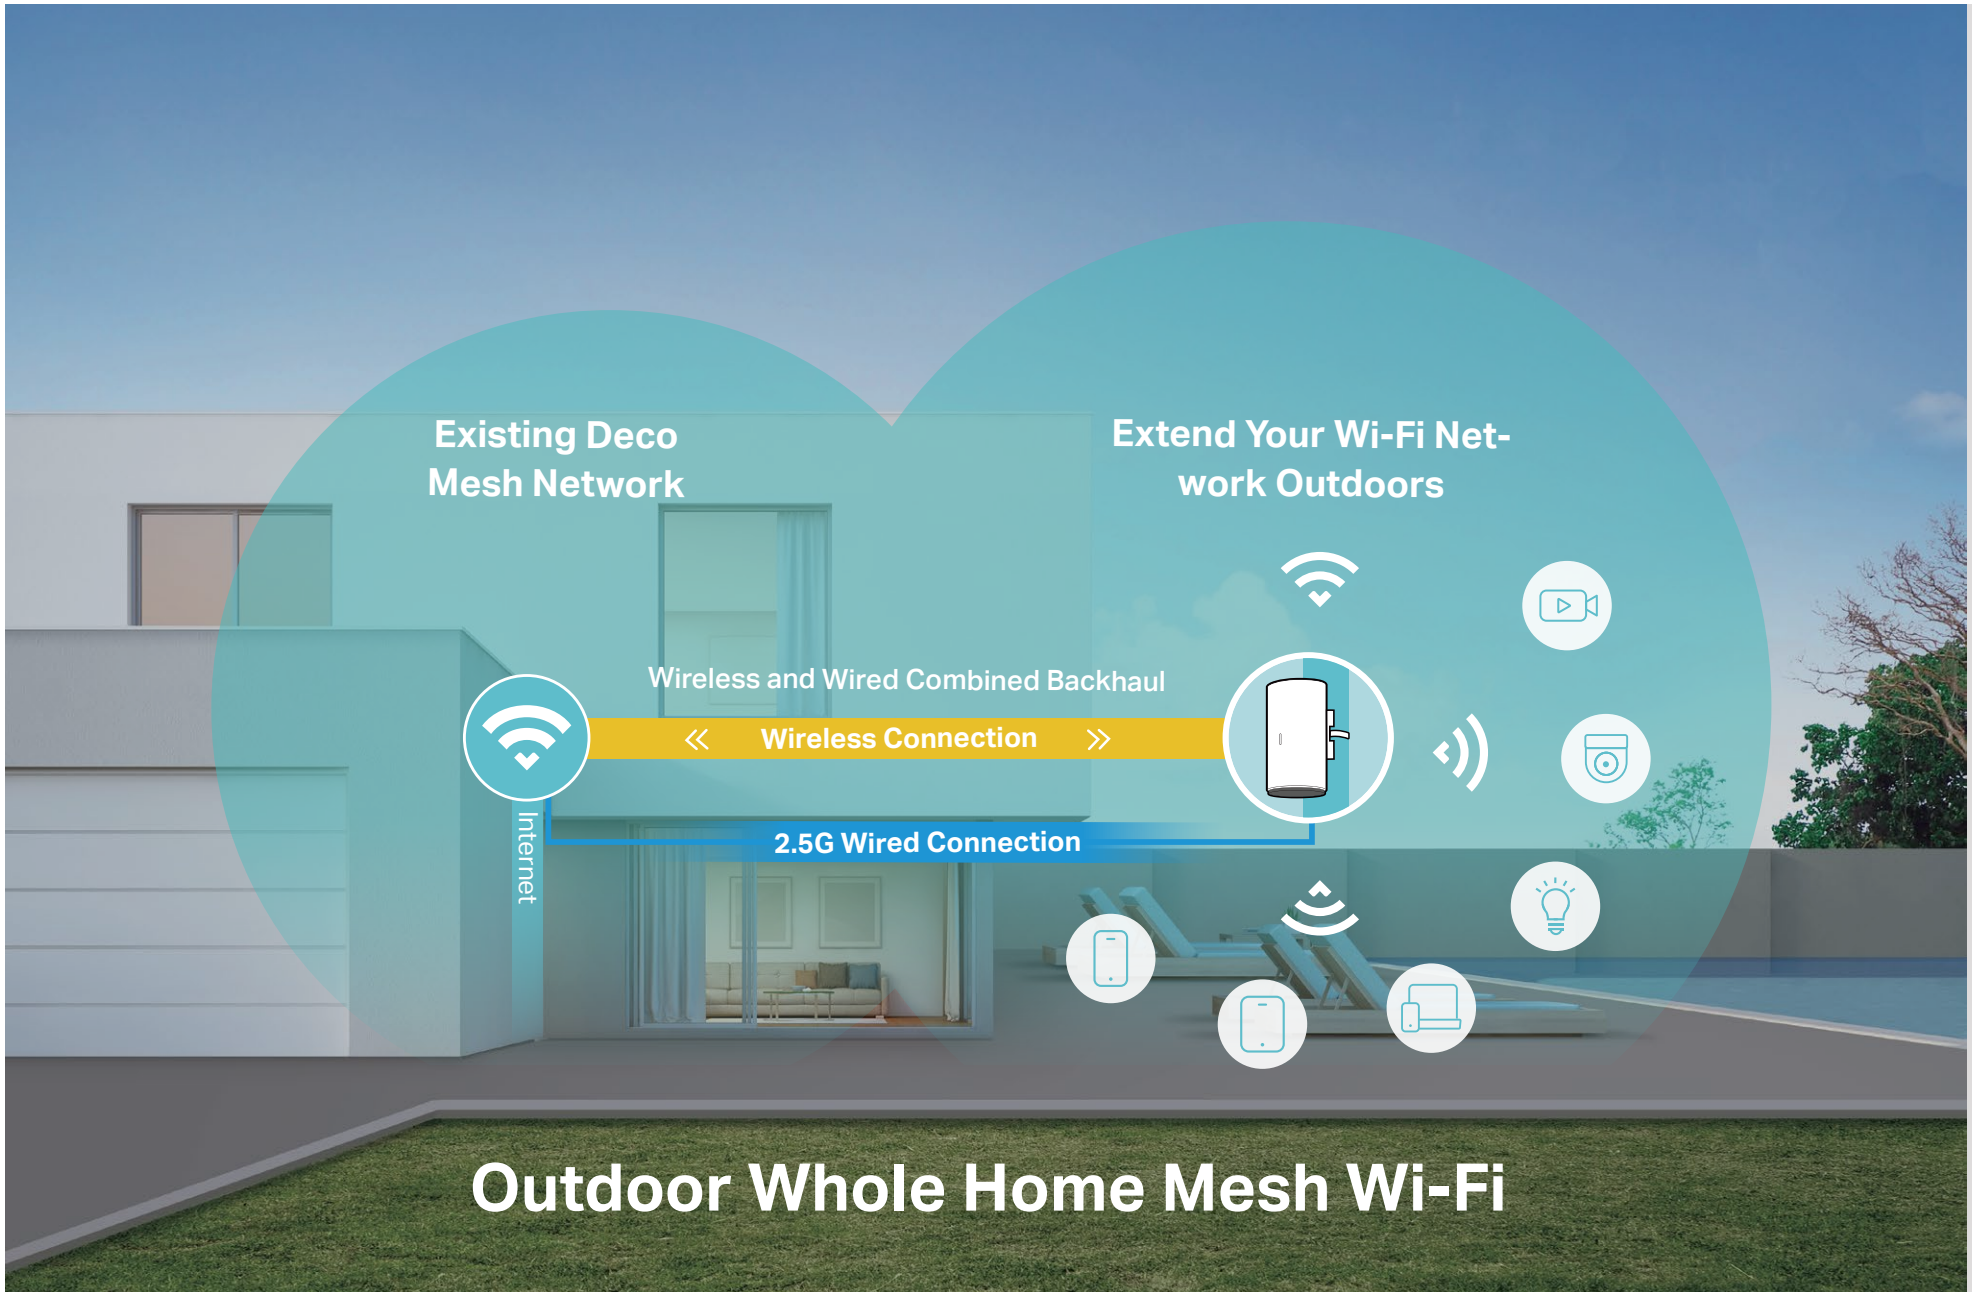 Existing Deco
Mesh Network
Extend Your Wi-Fi Net-
work Outdoors
Wireless and Wired Combined Backhaul
Wireless Connection
2.5G Wired Connection
Internet
Outdoor Whole Home Mesh Wi-Fi